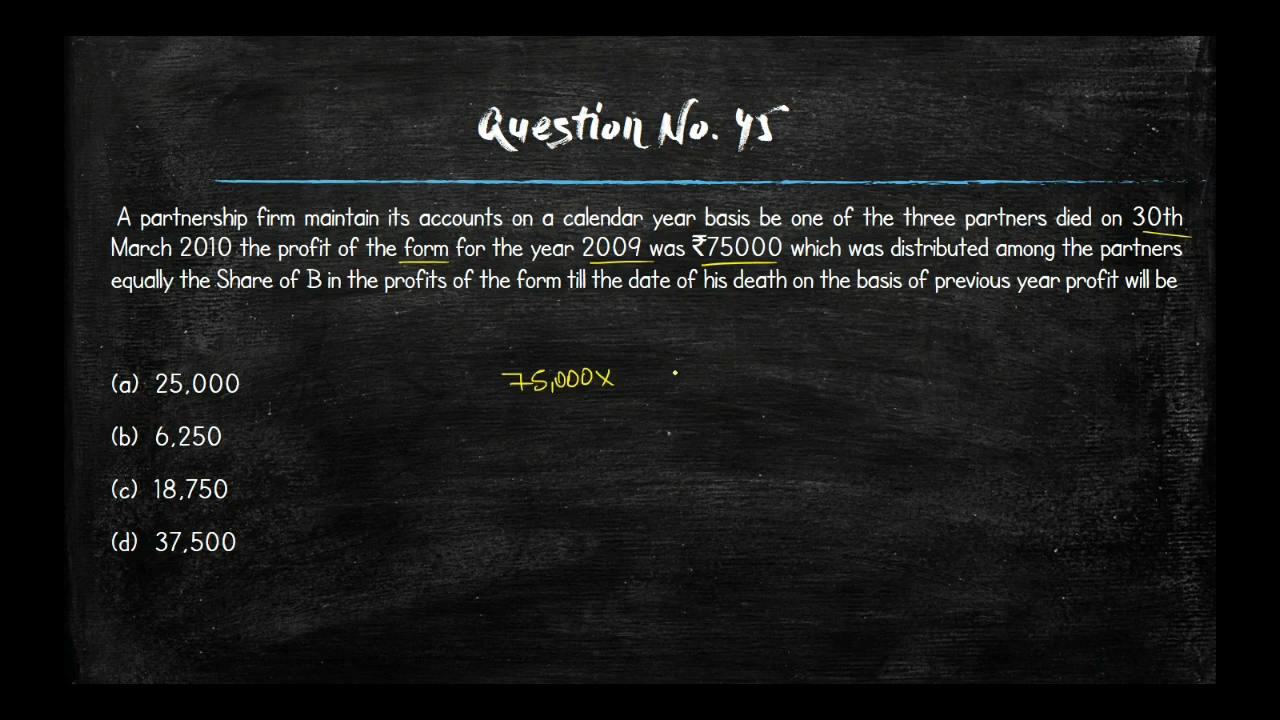 Question No. 45
A partnership firm maintain its accounts on a calendar year basis be one of the three partners died on 30th
March 2010 the profit of the form for the year 2009 was ₹75000 which was distributed among the partners
equally the Share of B in the profits of the form till the date of his death on the basis of previous year profit will be
(a) 25,000
75,000x
(b) 6,250
(c) 18,750
(d) 37,500